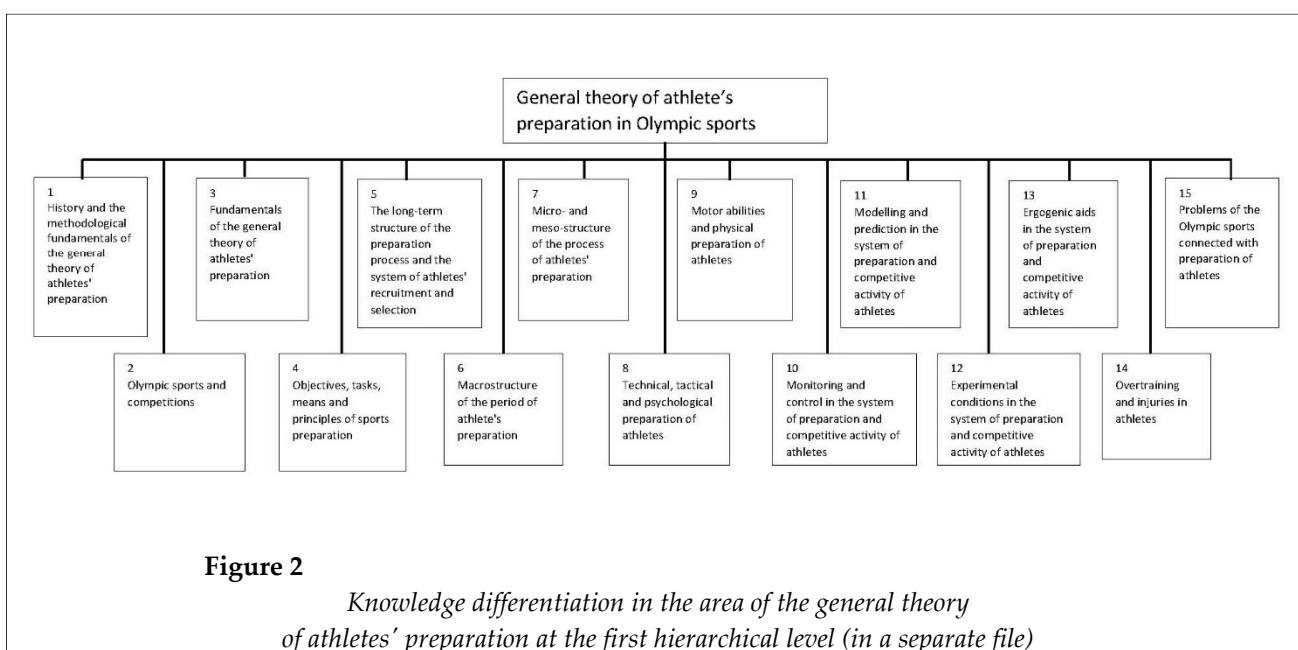 General theory of athlete's
preparation in Olympic sports
1
History and the
methodological
fundamentals of
the general
theory of
athletes'
preparation
2
Olympic sports and
competitions
3
Fundamentals
of the general
theory of
athletes'
preparation
4
Objectives, tasks,
means and
principles of sports
preparation
5
The long-term
structure of the
preparation
process and the
system of athletes'
recruitment and
selection
6
Macrostructure
of the period of
athlete's
preparation
7
Micro- and
meso-structure
of the process
of athletes'
preparation
8
Technical, tactical
and psychological
preparation of
athletes
9
Motor abilities
and physical
preparation of
athletes
10
Monitoring and
control in the system
of preparation and
competitive activity of
athletes
11
Modelling and
prediction in the
system of
preparation and
competitive
activity of
athletes
12
Experimental
conditions in the
system of preparation
and competitive
activity of athletes
13
Ergogenic aids
in the system
of preparation
and
competitive
activity of
athletes
14
Overtraining
and injuries in
athletes
15
Problems of the
Olympic sports
connected with
preparation of
athletes
Figure 2
Knowledge differentiation in the area of the general theory
of athletes' preparation at the first hierarchical level (in a separate file)